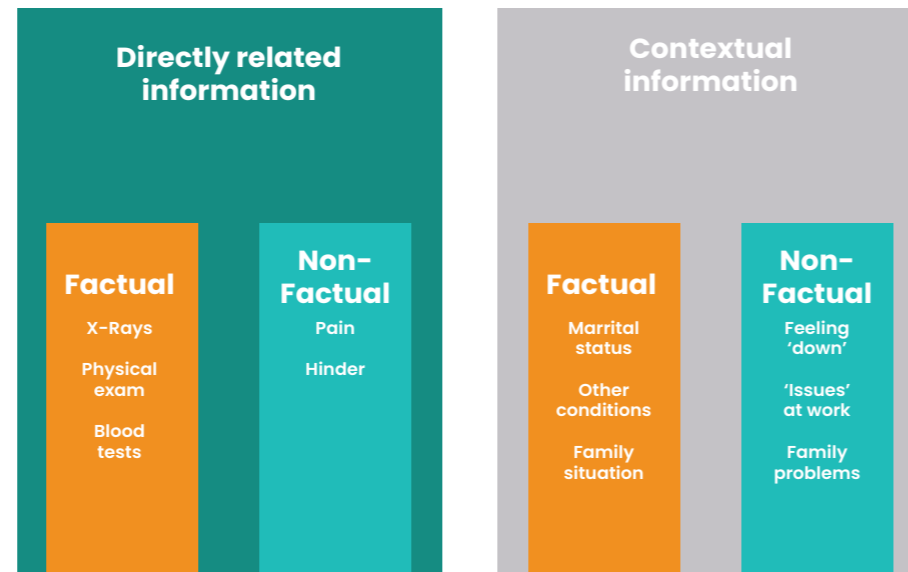 Directly related
information
Factual
X-Rays
Physical
exam
Blood
tests
Non-
Factual
Pain
Hinder
Contextual
information
Factual
Marrital
status
Other
conditions
Family
situation
Non-
Factual
Feeling
‘down’
‘Issues’
at work
Family
problems